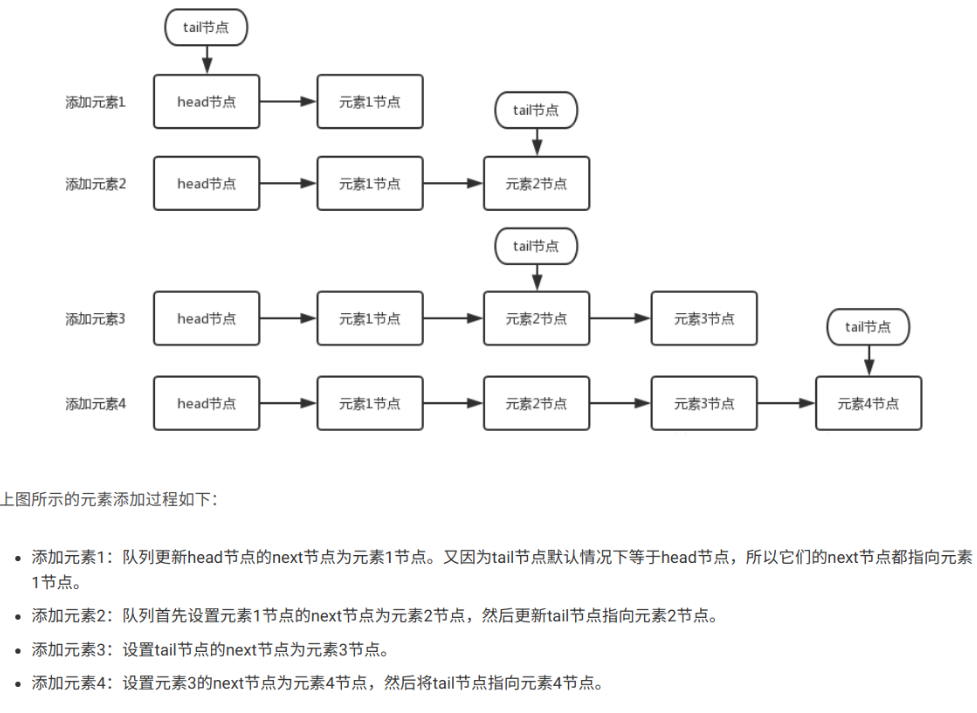 tail节点
添加元素1 head节点 元素1节点
tail节点
添加元素2 head节点 元素1节点 元素2节点
tail节点
添加元素3 head节点 元素1节点 元素2节点 元素3节点
tail节点
添加元素4 head节点 元素1节点 元素2节点 元素3节点 元素4节点
上图所示的元素添加过程如下：
• 添加元素1：队列更新head节点的next节点为元素1节点。又因为tail节点默认情况下等于head节点，所以它们的next节点都指向元素
1节点。
• 添加元素2：队列首先设置元素1节点的next节点为元素2节点，然后更新tail节点指向元素2节点。
• 添加元素3：设置tail节点的next节点为元素3节点。
• 添加元素4：设置元素3的next节点为元素4节点，然后将tail节点指向元素4节点。